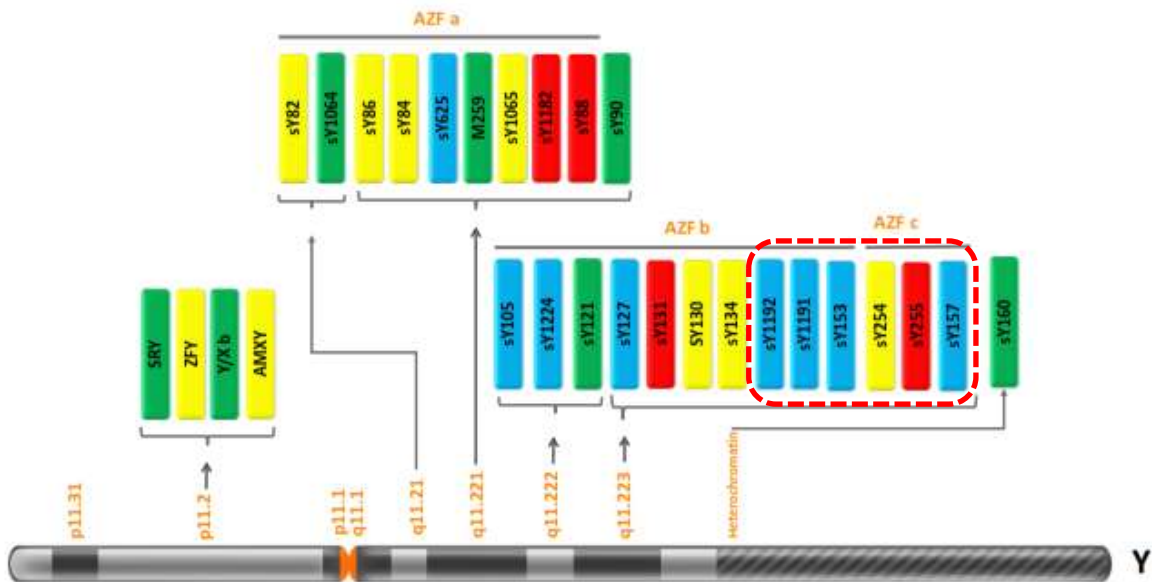 AZF a
sY82
sY1064
sY86
sY84
sY625
M259
sY1065
sY1182
sY88
sY90
AZF b
AZF c
sY105
sY1224
sY121
sY127
sY131
SY130
sY134
sY1192
sY1191
sY153
sY254
sY255
sY157
sY160
SRY
ZFY
Y/X b
AMXY
p11.31
p11.2
p11.1
q11.1
q11.21
q11.221
q11.222
q11.223
Heterochromatin
Y